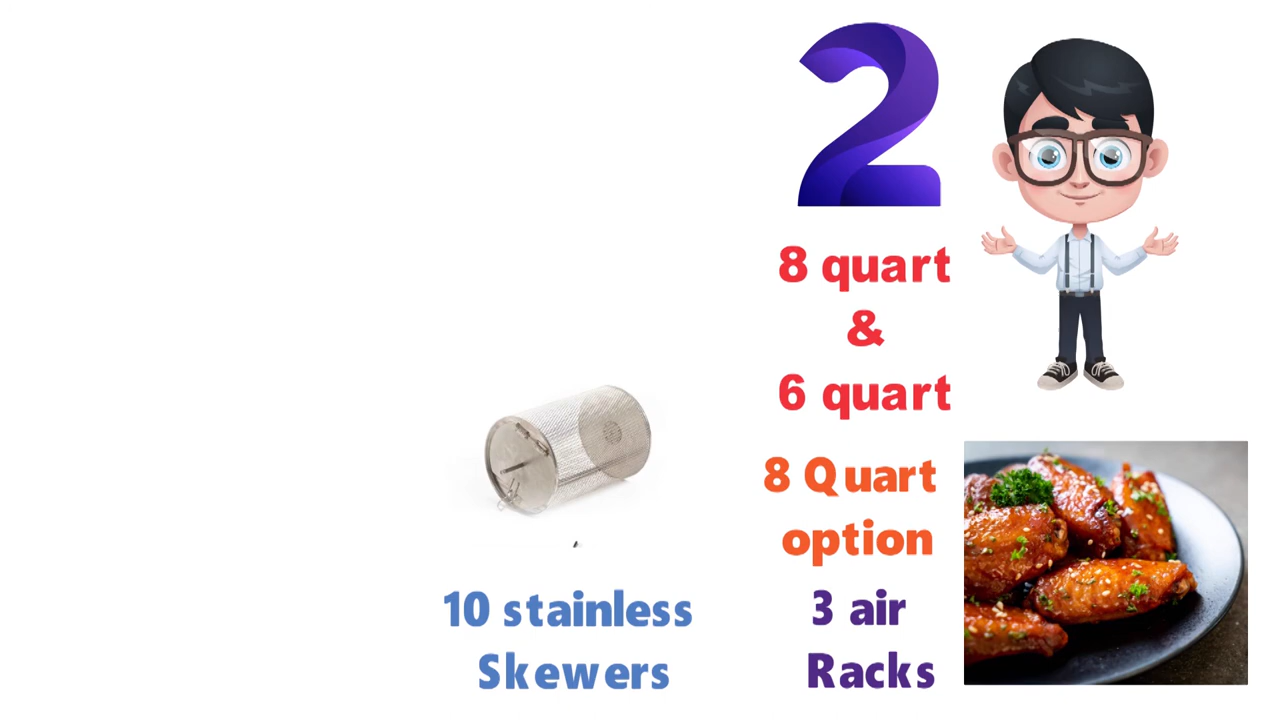 2
8 quart
&
6 quart
8 Quart
option
10 stainless
Skewers
3 air
Racks